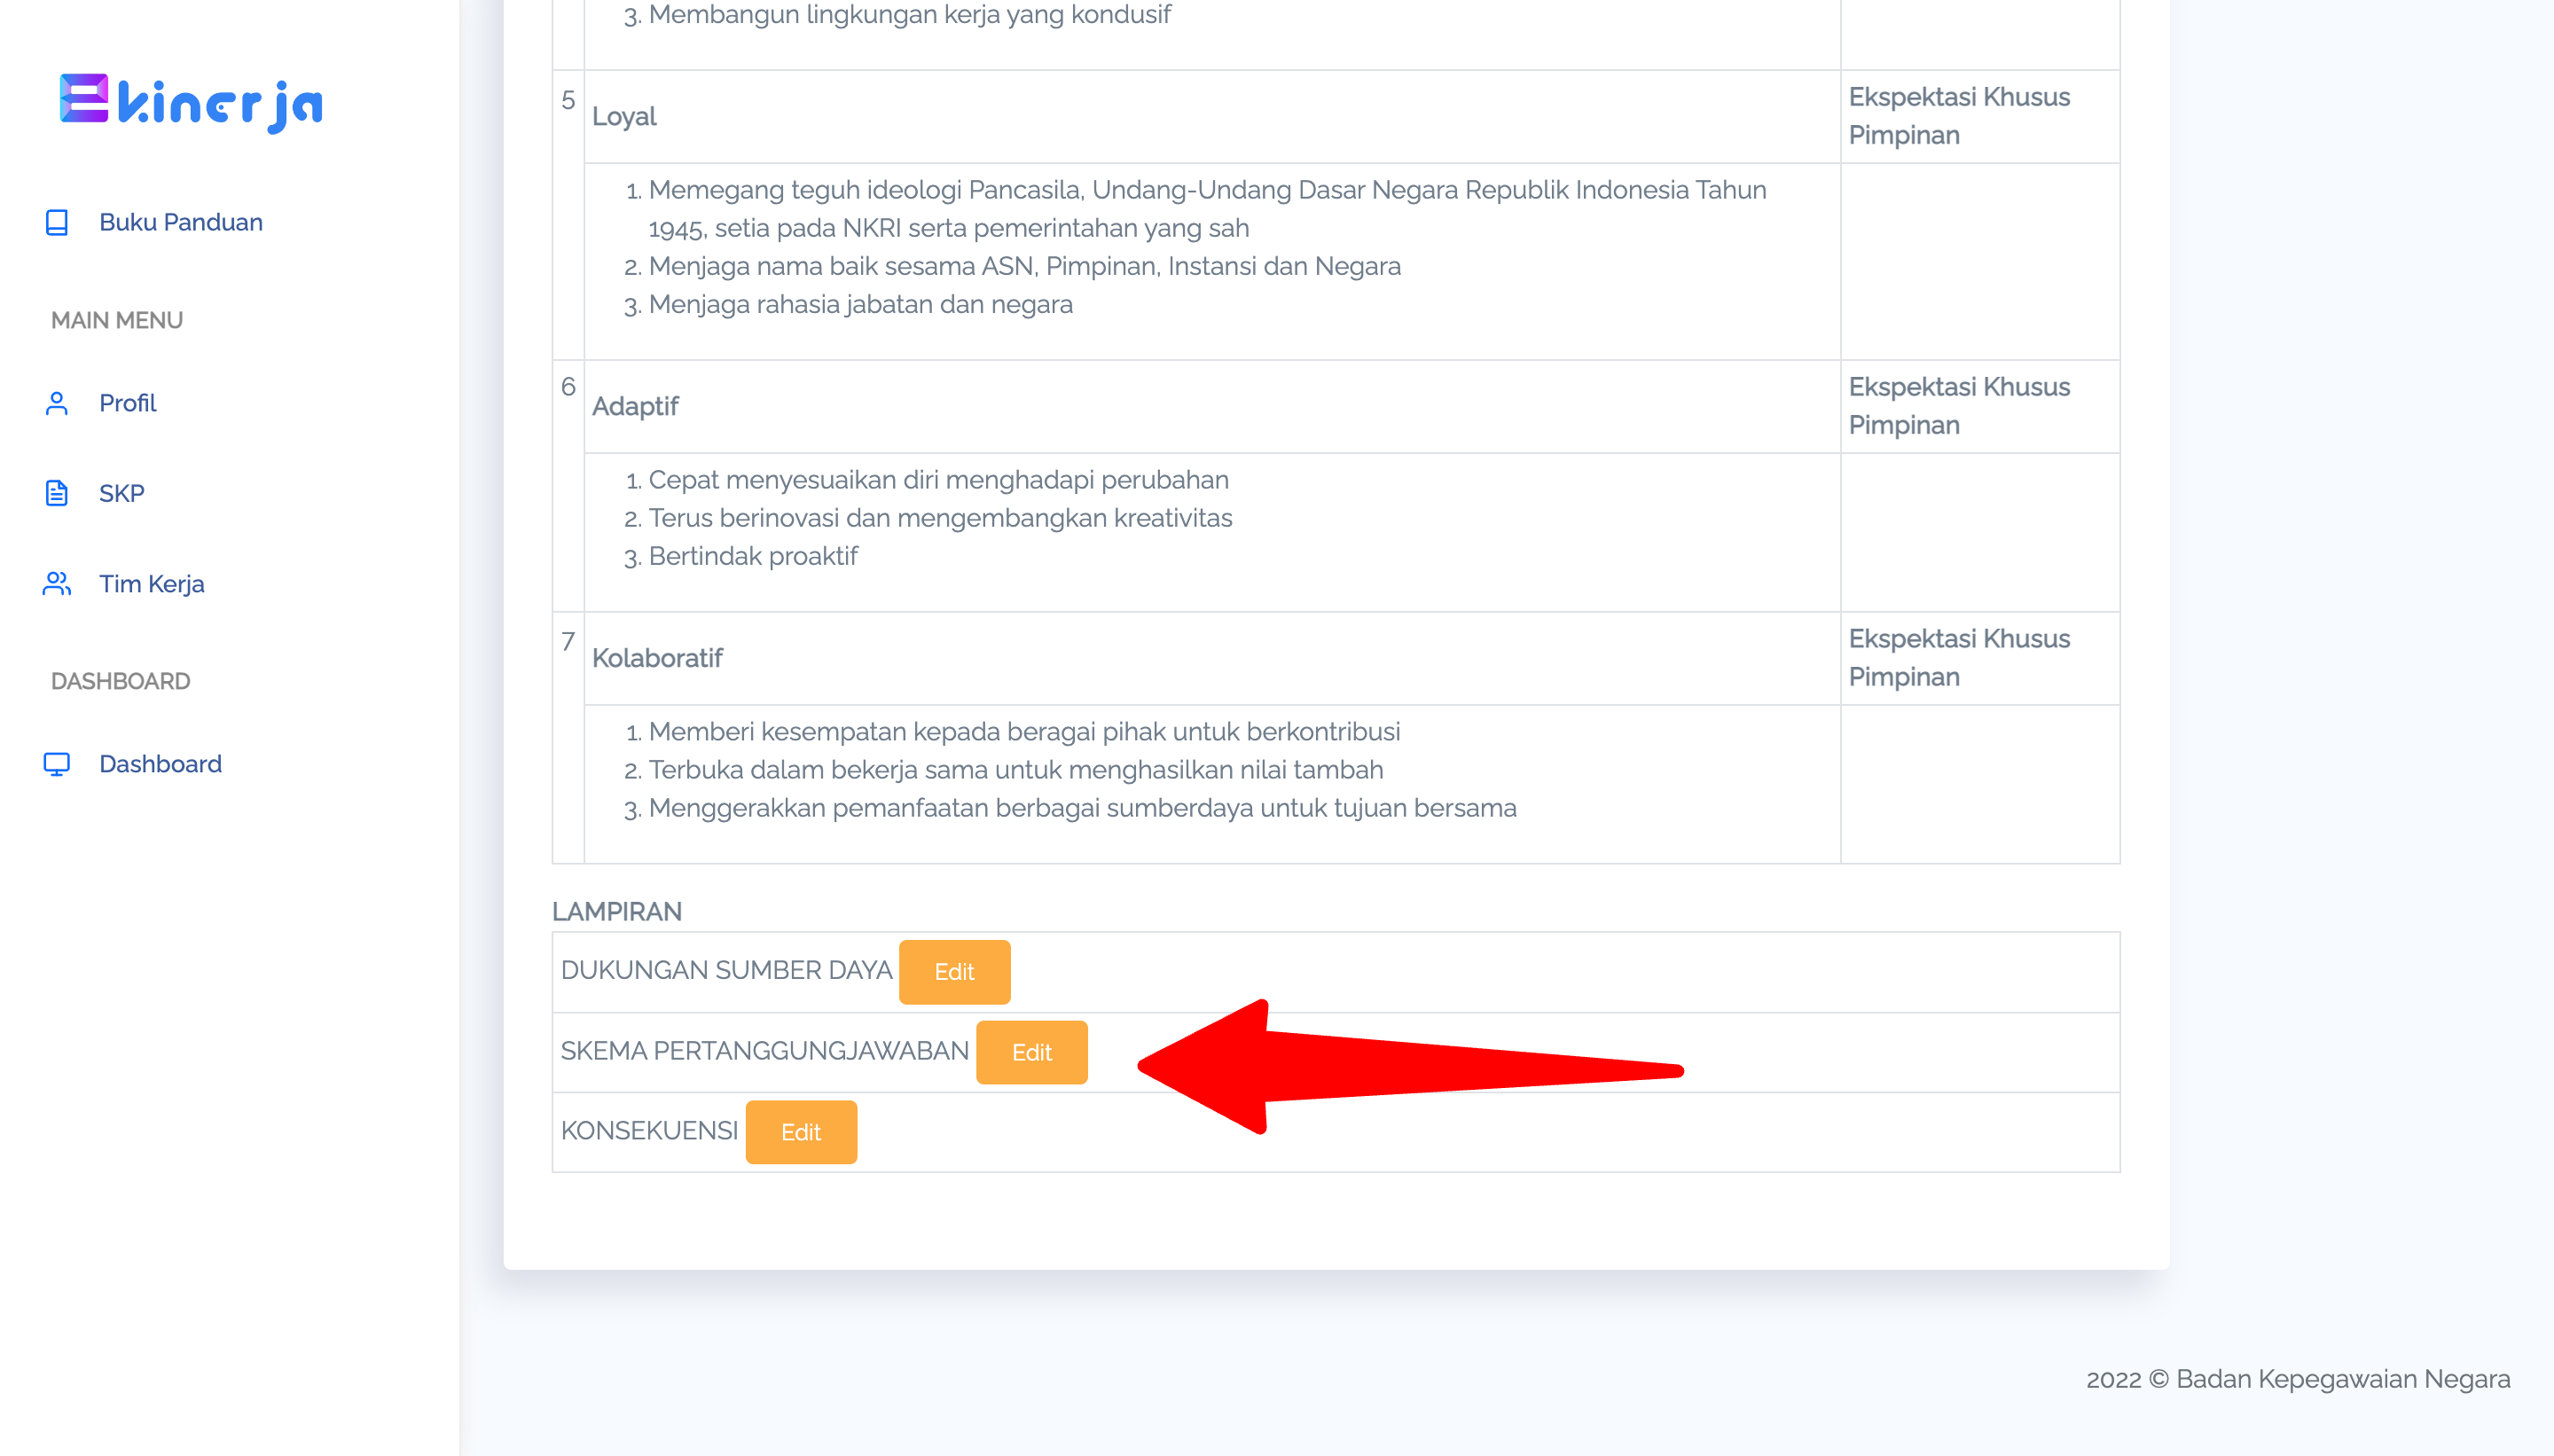 Ekinerja
Buku Panduan
MAIN MENU
Profil
SKP
Tim Kerja
DASHBOARD
Dashboard
3. Membangun lingkungan kerja yang kondusif
5
Loyal
Ekspektasi Khusus
Pimpinan
1. Memegang teguh ideologi Pancasila, Undang-Undang Dasar Negara Republik Indonesia Tahun
1945, setia pada NKRI serta pemerintahan yang sah
2. Menjaga nama baik sesama ASN, Pimpinan, Instansi dan Negara
3. Menjaga rahasia jabatan dan negara
6
Adaptif
Ekspektasi Khusus
Pimpinan
1. Cepat menyesuaikan diri menghadapi perubahan
2. Terus berinovasi dan mengembangkan kreativitas
3. Bertindak proaktif
7
Kolaboratif
Ekspektasi Khusus
Pimpinan
1. Memberi kesempatan kepada beragai pihak untuk berkontribusi
2. Terbuka dalam bekerja sama untuk menghasilkan nilai tambah
3. Menggerakkan pemanfaatan berbagai sumberdaya untuk tujuan bersama
LAMPIRAN
DUKUNGAN SUMBER DAYA Edit
SKEMA PERTANGGUNGJAWABAN Edit
KONSEKUENSI Edit
2022 © Badan Kepegawaian Negara